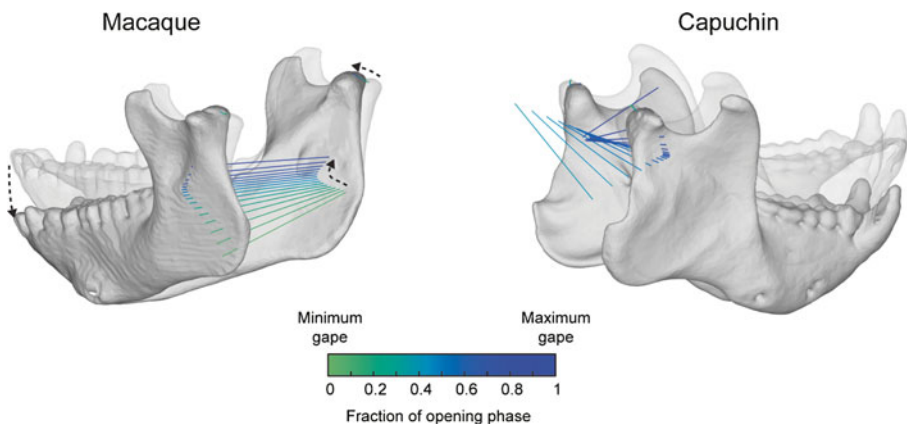 Macaque
Capuchin
Minimum gape
Maximum gape
0 0.2 0.4 0.6 0.8 1
Fraction of opening phase